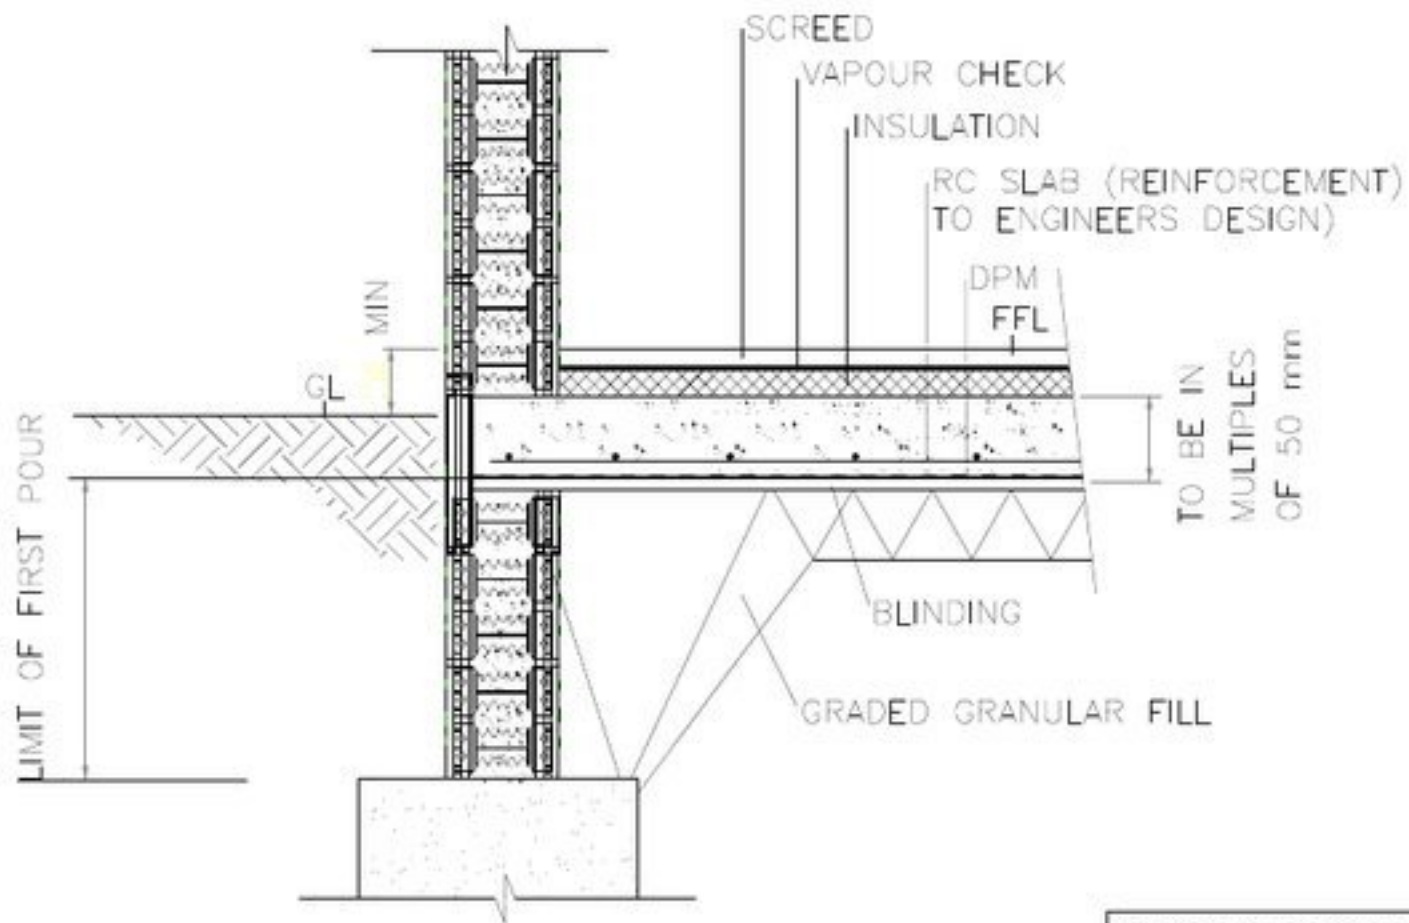 SCREED
VAPOUR CHECK
INSULATION
RC SLAB (REINFORCEMENT)
TO ENGINEERS DESIGN)
DPM
FFL
MIN
GL
TO BE IN
MULTIPLES
OF 50 mm
LIMIT OF FIRST POUR
BLINDING
GRADED GRANULAR FILL